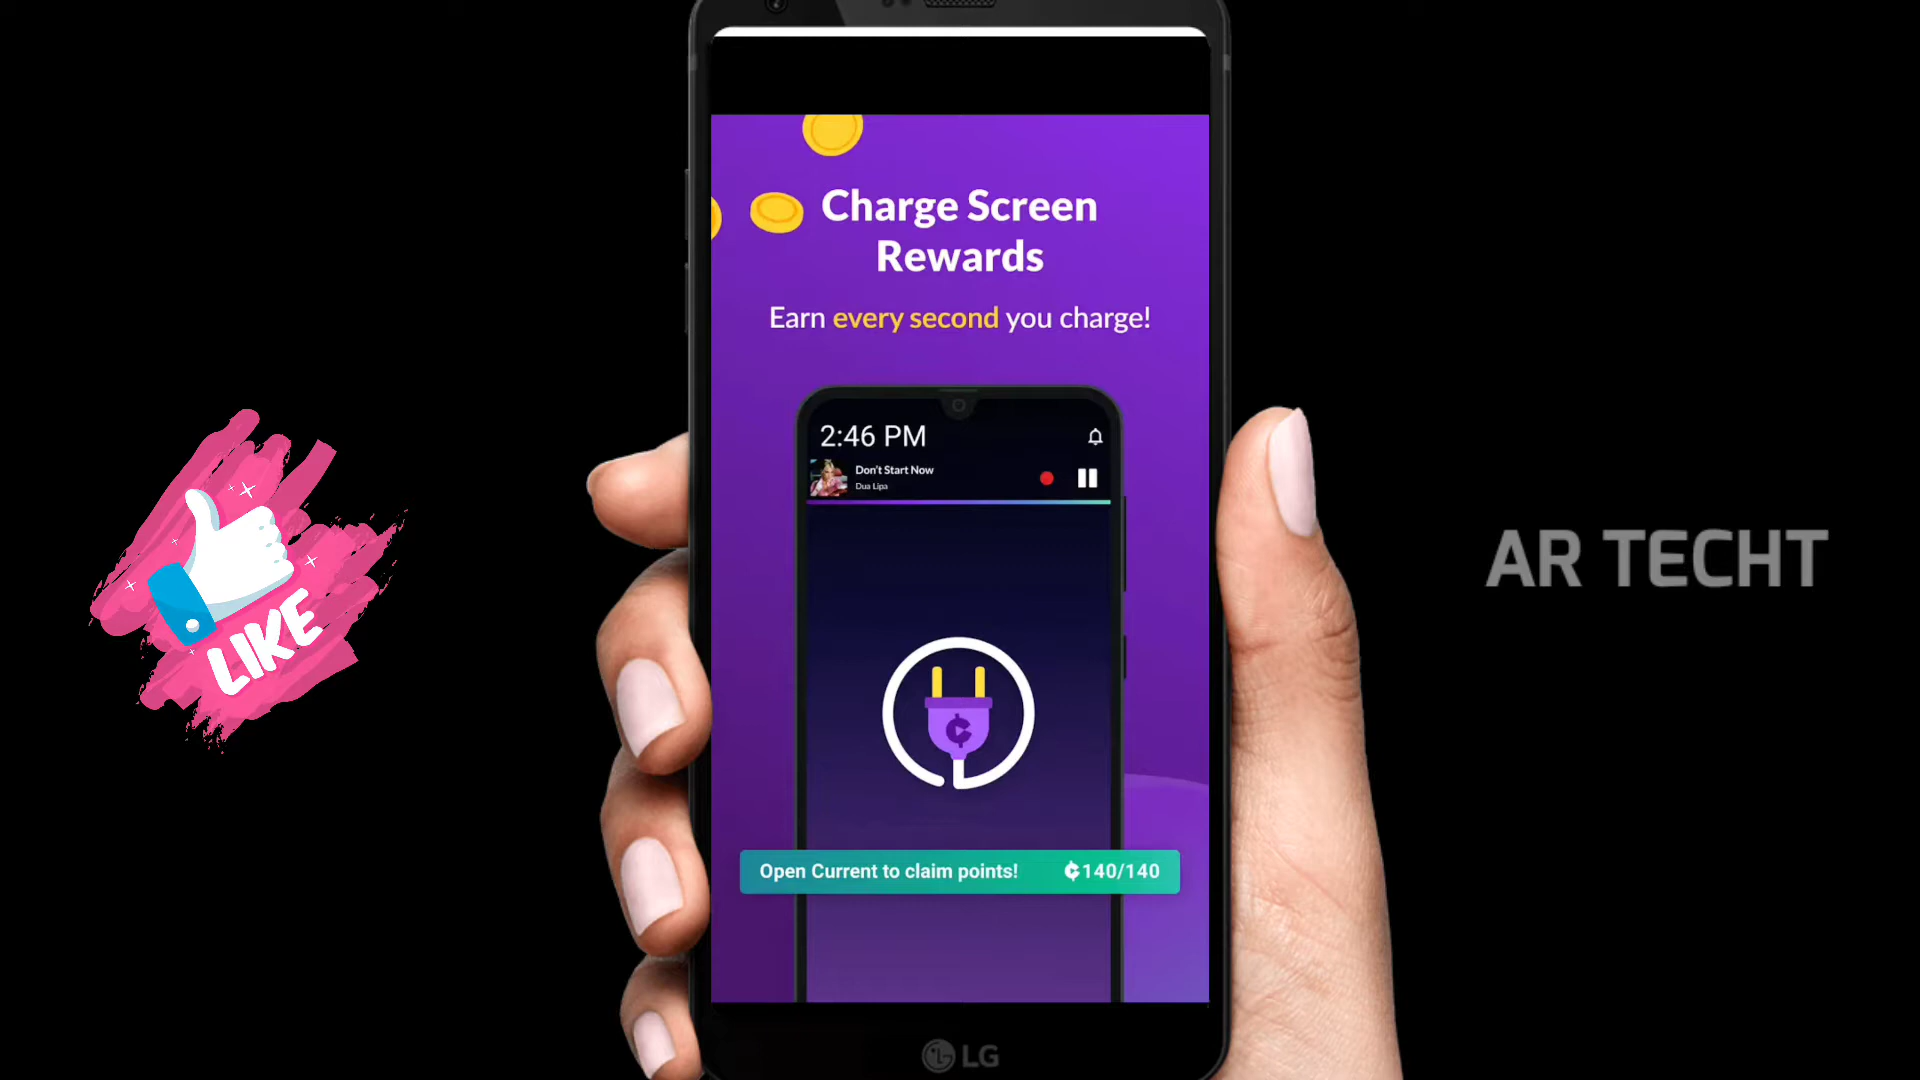 Charge Screen
Rewards
Earn every second you charge!
2:46 PM
Don't Start Now
Dua Lipa
LIKE
AR TECHT
Open Current to claim points! 140/140
LG